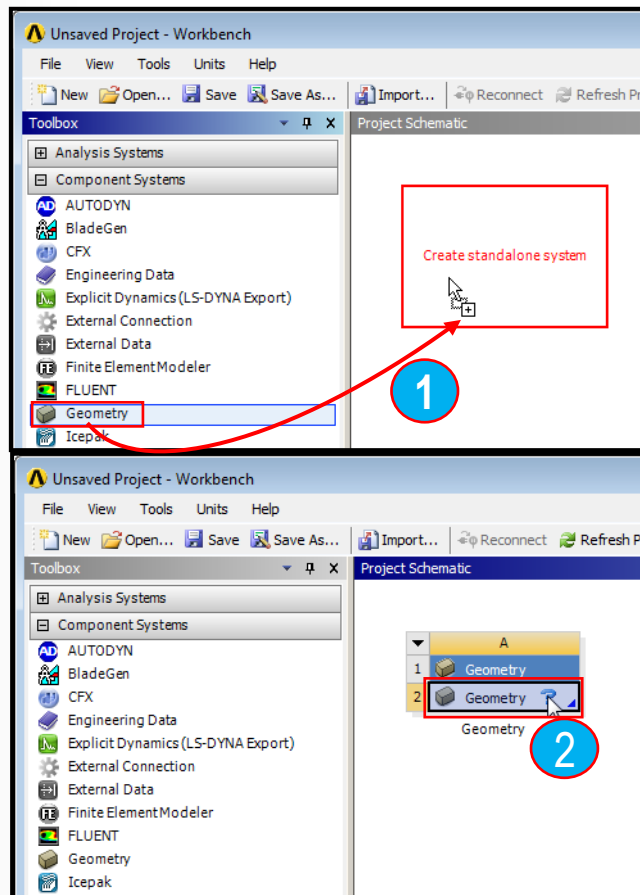 Unsaved Project - Workbench
File View Tools Units Help
New Open... Save Save As... Import... Reconnect Refresh Pr
Toolbox Project Schematic
Analysis Systems
Component Systems
AUTODYN
BladeGen
CFX
Engineering Data
Explicit Dynamics (LS-DYNA Export)
External Connection
External Data
Finite Element Modeler
FLUENT
Geometry
Icepak
Create standalone system
1
Unsaved Project - Workbench
File View Tools Units Help
New Open... Save Save As... Import... Reconnect Refresh P
Toolbox Project Schematic
Analysis Systems
Component Systems
AUTODYN
BladeGen
CFX
Engineering Data
Explicit Dynamics (LS-DYNA Export)
External Connection
External Data
Finite Element Modeler
FLUENT
Geometry
Icepak
A
1 Geometry
2 Geometry
Geometry
2